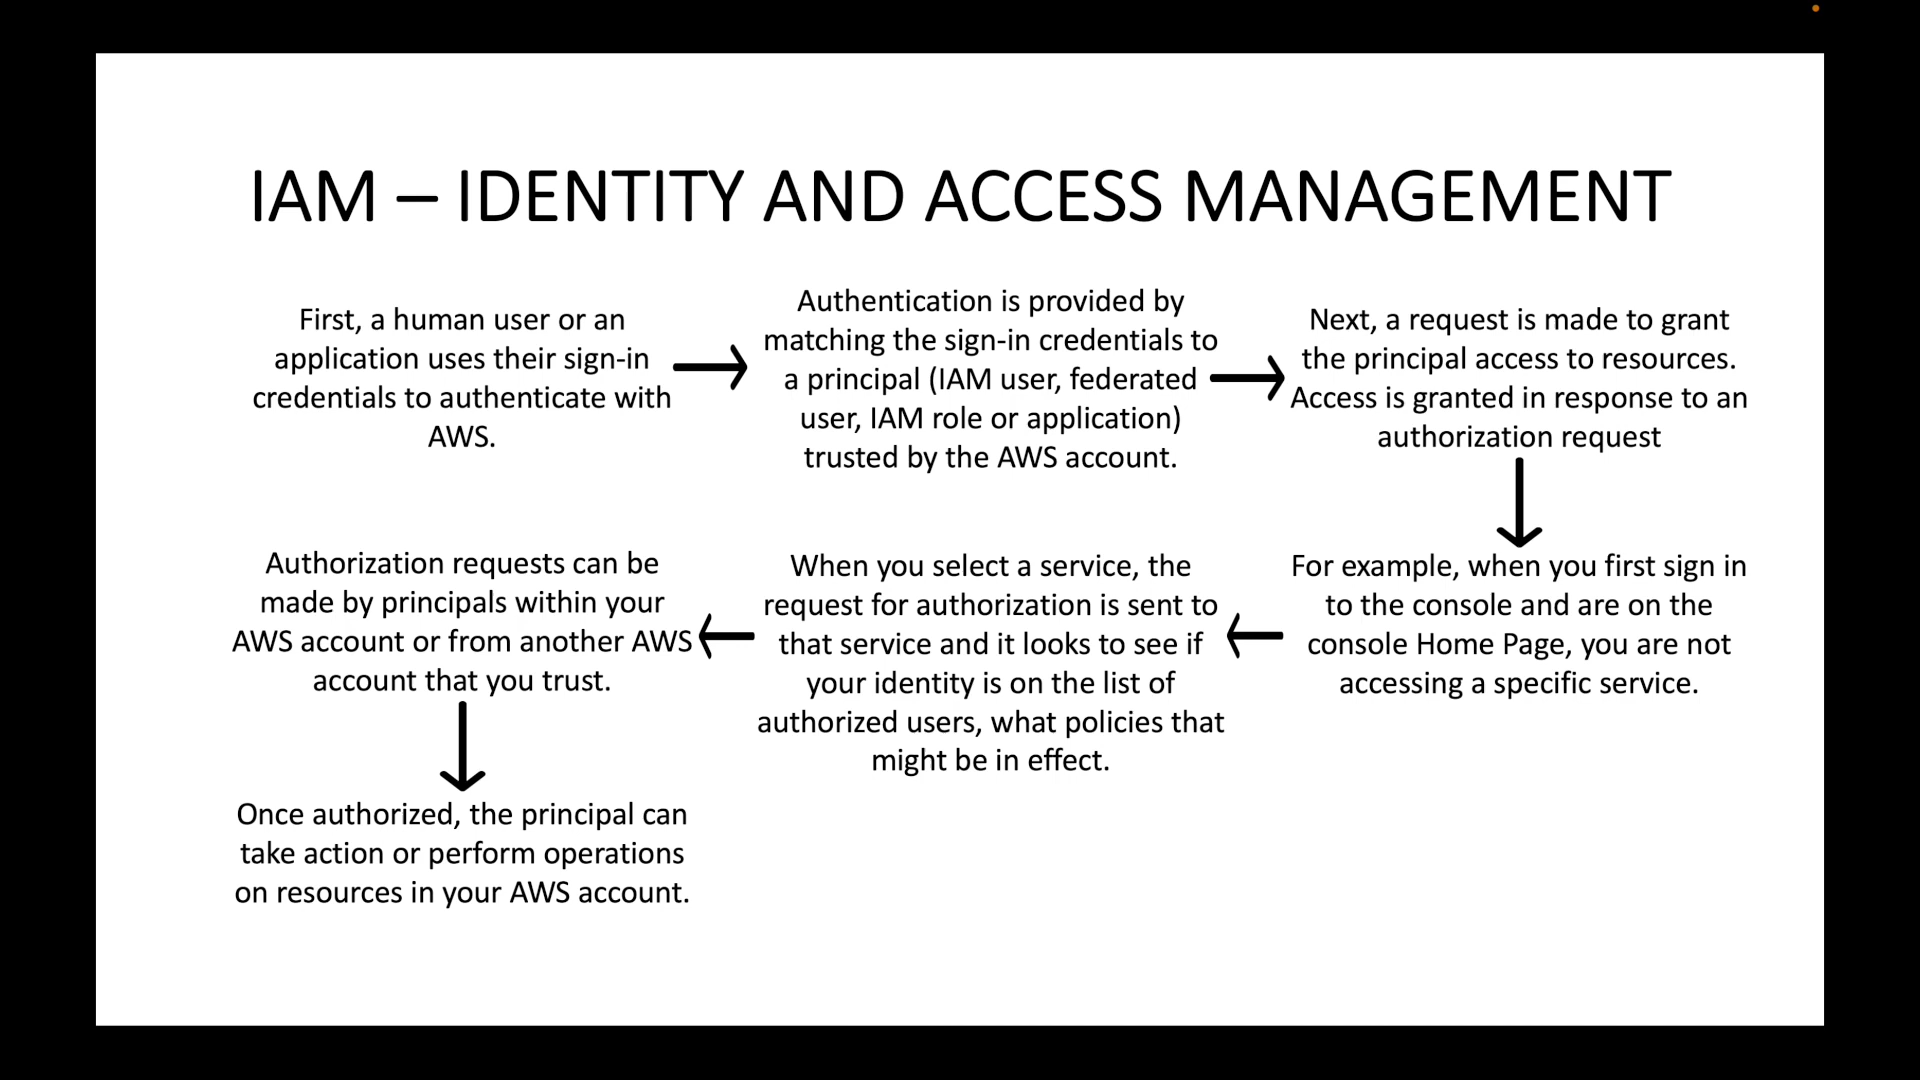 IAM – IDENTITY AND ACCESS MANAGEMENT
First, a human user or an
application uses their sign-in
credentials to authenticate with
AWS.
Authentication is provided by
matching the sign-in credentials to
a principal (IAM user, federated
user, IAM role or application)
trusted by the AWS account.
Next, a request is made to grant
the principal access to resources.
Access is granted in response to an
authorization request
For example, when you first sign in
to the console and are on the
console Home Page, you are not
accessing a specific service.
When you select a service, the
request for authorization is sent to
that service and it looks to see if
your identity is on the list of
authorized users, what policies that
might be in effect.
Authorization requests can be
made by principals within your
AWS account or from another AWS
account that you trust.
Once authorized, the principal can
take action or perform operations
on resources in your AWS account.